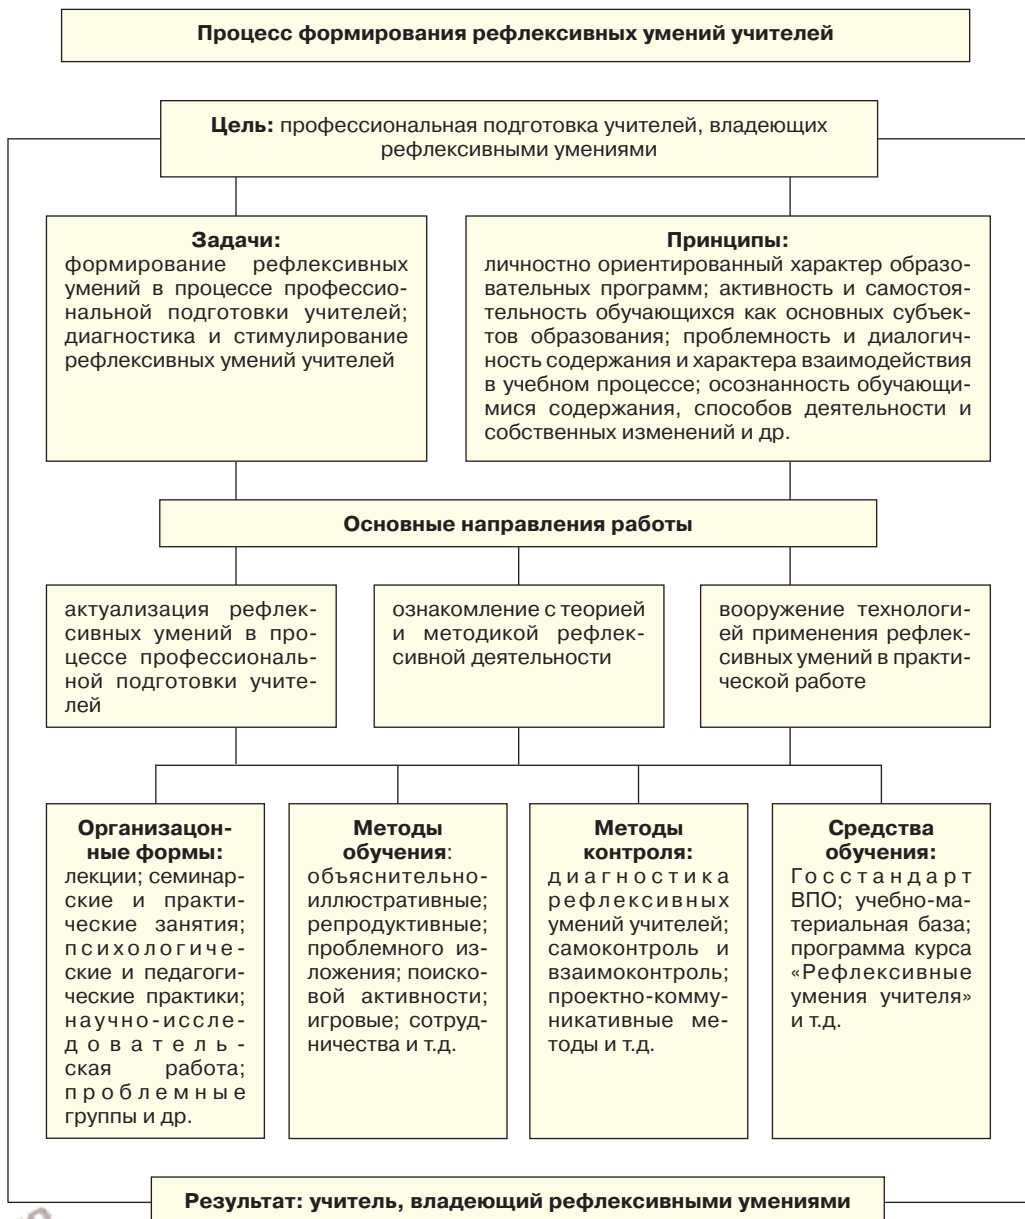 Процесс формирования рефлексивных умений учителей
Цель: профессиональная подготовка учителей, владеющих
рефлексивными умениями
Задачи:
формирование рефлексивных
умений в процессе профессио-
нальной подготовки учителей;
диагностика и стимулирование
рефлексивных умений учителей
Принципы:
личностно ориентированный характер образо-
вательных программ; активность и самостоя-
тельность обучающихся как основных субъек-
тов образования; проблемность и диалогич-
ность содержания и характера взаимодействия
в учебном процессе; осознанность обучающи-
мися содержания, способов деятельности и
собственных изменений и др.
Основные направления работы
актуализация рефлек-
сивных умений в про-
цессе профессиональ-
ной подготовки учите-
лей
ознакомление с теорией
и методикой рефлек-
сивной деятельности
вооружение технологи-
ей применения рефлек-
сивных умений в практи-
ческой работе
Организацон-
ные формы:
лекции; семинар-
ские и практи-
ческие занятия;
психологиче-
ские и педагоги-
ческие практики;
научно-иссле-
дователь-
ская работа;
проблемные
группы и др.
Методы
обучения:
объяснительно-
иллюстративные;
репродуктивные;
проблемного из-
ложения; поиско-
вой активности;
игровые; сотруд-
ничества и т.д.
Методы
контроля:
диагностика
рефлексивных
умений учителей;
самоконтроль и
взаимоконтроль;
проектно-комму-
никативные ме-
тоды и т.д.
Средства
обучения:
Госстандарт
ВПО; учебно-ма-
териальная база;
программа курса
«Рефлексивные
умения учителя»
и т.д.
Результат: учитель, владеющий рефлексивными умениями